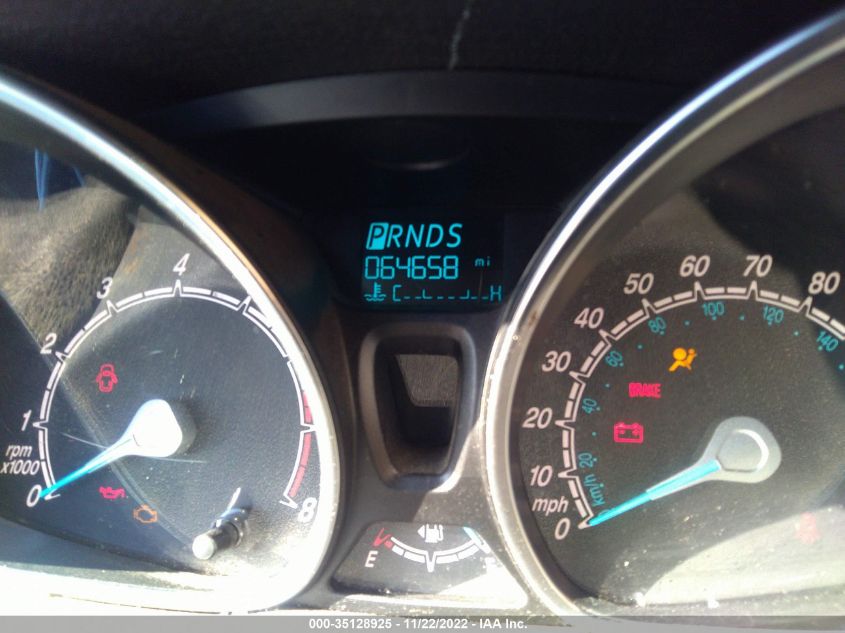 PRNDS
064658 mi
C H
0 1 2 3 4 8
rpm
x1000
E
0 10 20 30 40 50 60 70 80
mph
20 40 60 80 100 120 140
km/h
BRAKE
000-35128925 - 11/22/2022 - IAA Inc.